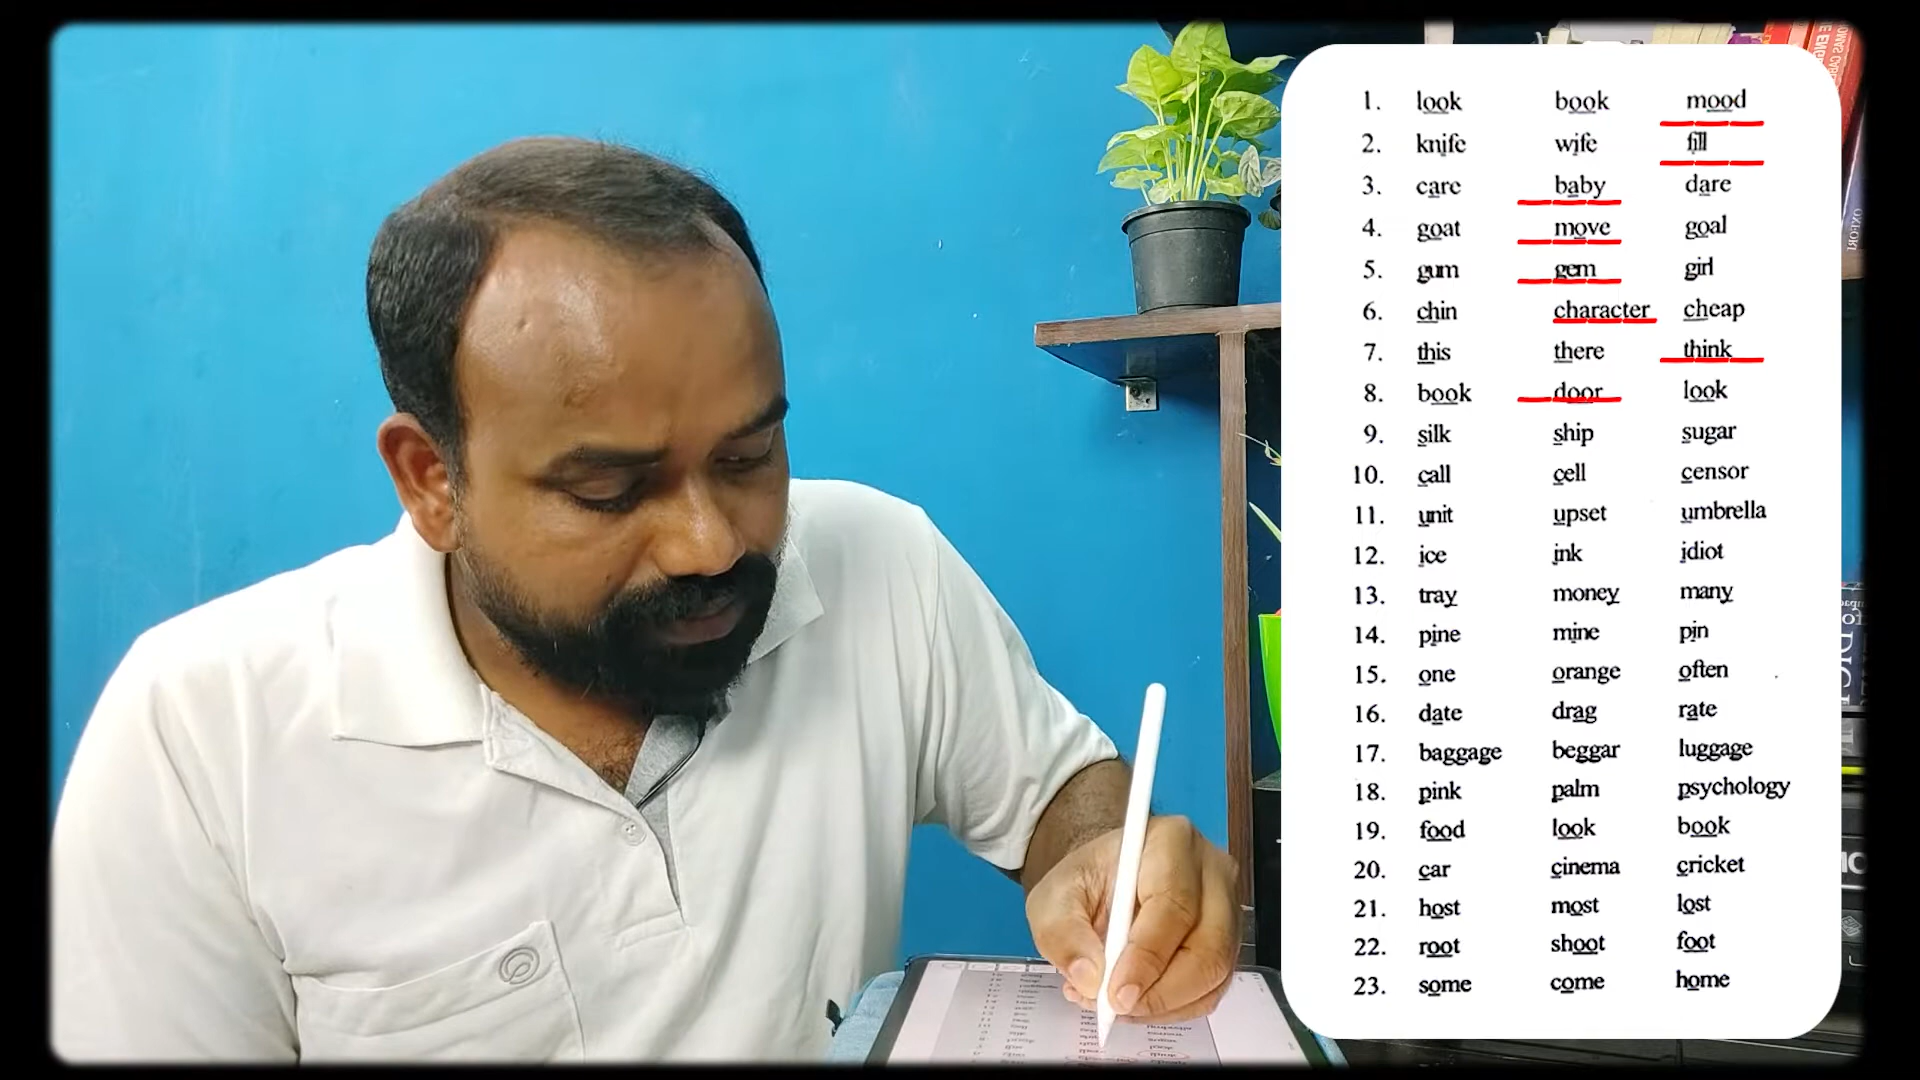 1. look book mood
2. knife wife fill
3. care baby dare
4. goat move goal
5. gum gem girl
6. chin character cheap
7. this there think
8. book door look
9. silk ship sugar
10. call cell censor
11. unit upset umbrella
12. ice ink idiot
13. tray money many
14. pine mine pin
15. one orange often
16. date drag rate
17. baggage beggar luggage
18. pink palm psychology
19. food look book
20. car cinema cricket
21. host most lost
22. root shoot foot
23. some come home